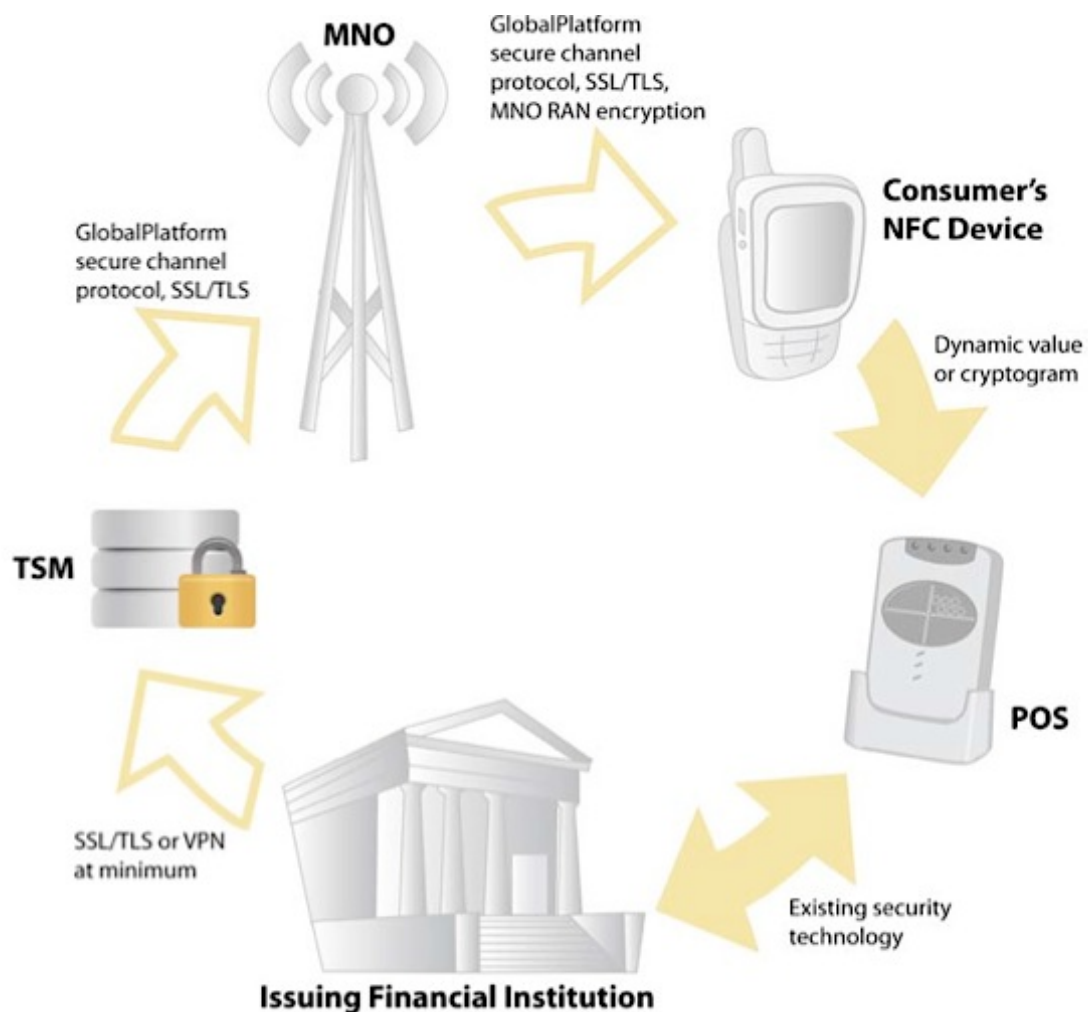 MNO
GlobalPlatform
secure channel
protocol, SSL/TLS,
MNO RAN encryption
Consumer's
NFC Device
GlobalPlatform
secure channel
protocol, SSL/TLS
Dynamic value
or cryptogram
TSM
POS
SSL/TLS or VPN
at minimum
Existing security
technology
Issuing Financial Institution